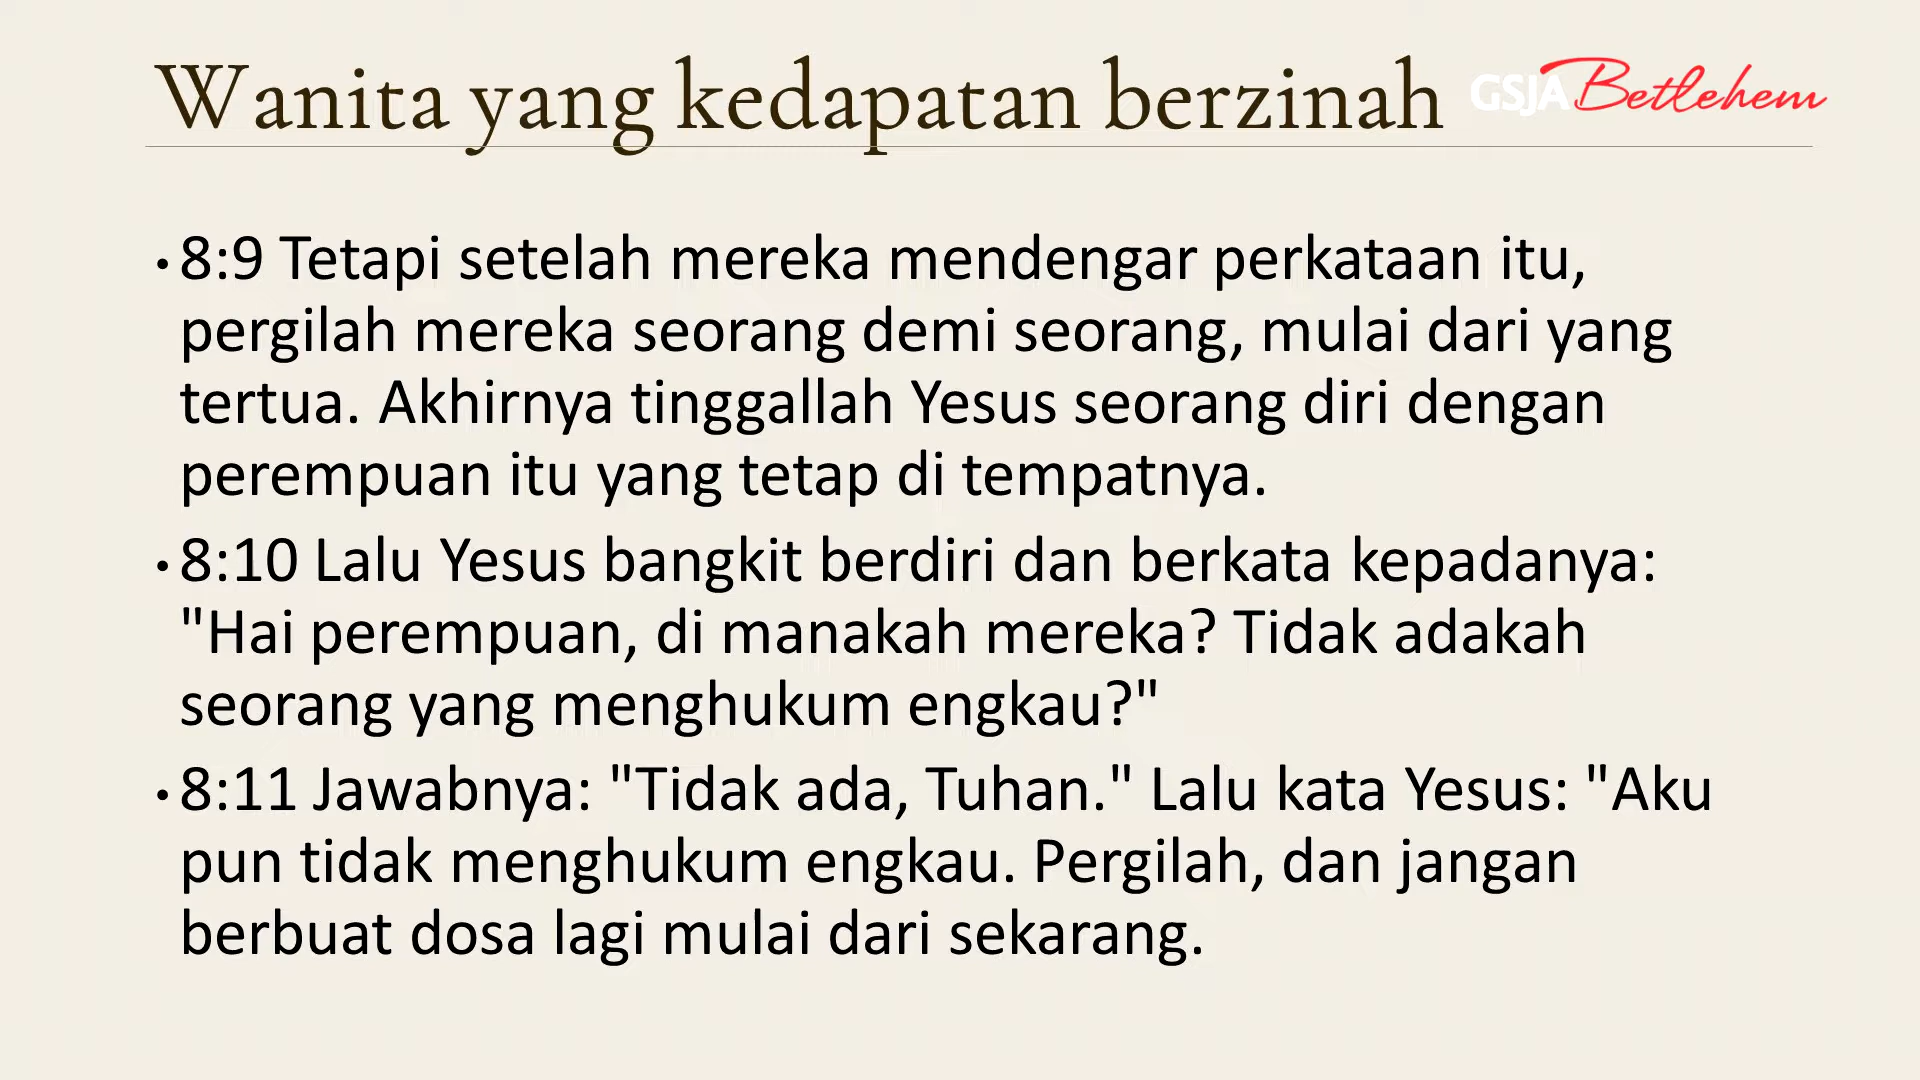 Wanita yang kedapatan berzinah
GSJA Betlehem
• 8:9 Tetapi setelah mereka mendengar perkataan itu,
pergilah mereka seorang demi seorang, mulai dari yang
tertua. Akhirnya tinggallah Yesus seorang diri dengan
perempuan itu yang tetap di tempatnya.
• 8:10 Lalu Yesus bangkit berdiri dan berkata kepadanya:
"Hai perempuan, di manakah mereka? Tidak adakah
seorang yang menghukum engkau?"
• 8:11 Jawabnya: "Tidak ada, Tuhan." Lalu kata Yesus: "Aku
pun tidak menghukum engkau. Pergilah, dan jangan
berbuat dosa lagi mulai dari sekarang.